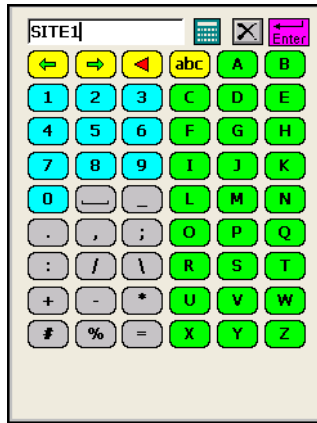 SITE1
Enter
abc A B
1 2 3 C D E
4 5 6 F G H
7 8 9 I J K
0 _ L M N
. , ; O P Q
: / \ R S T
+ - * U V W
# % = X Y Z